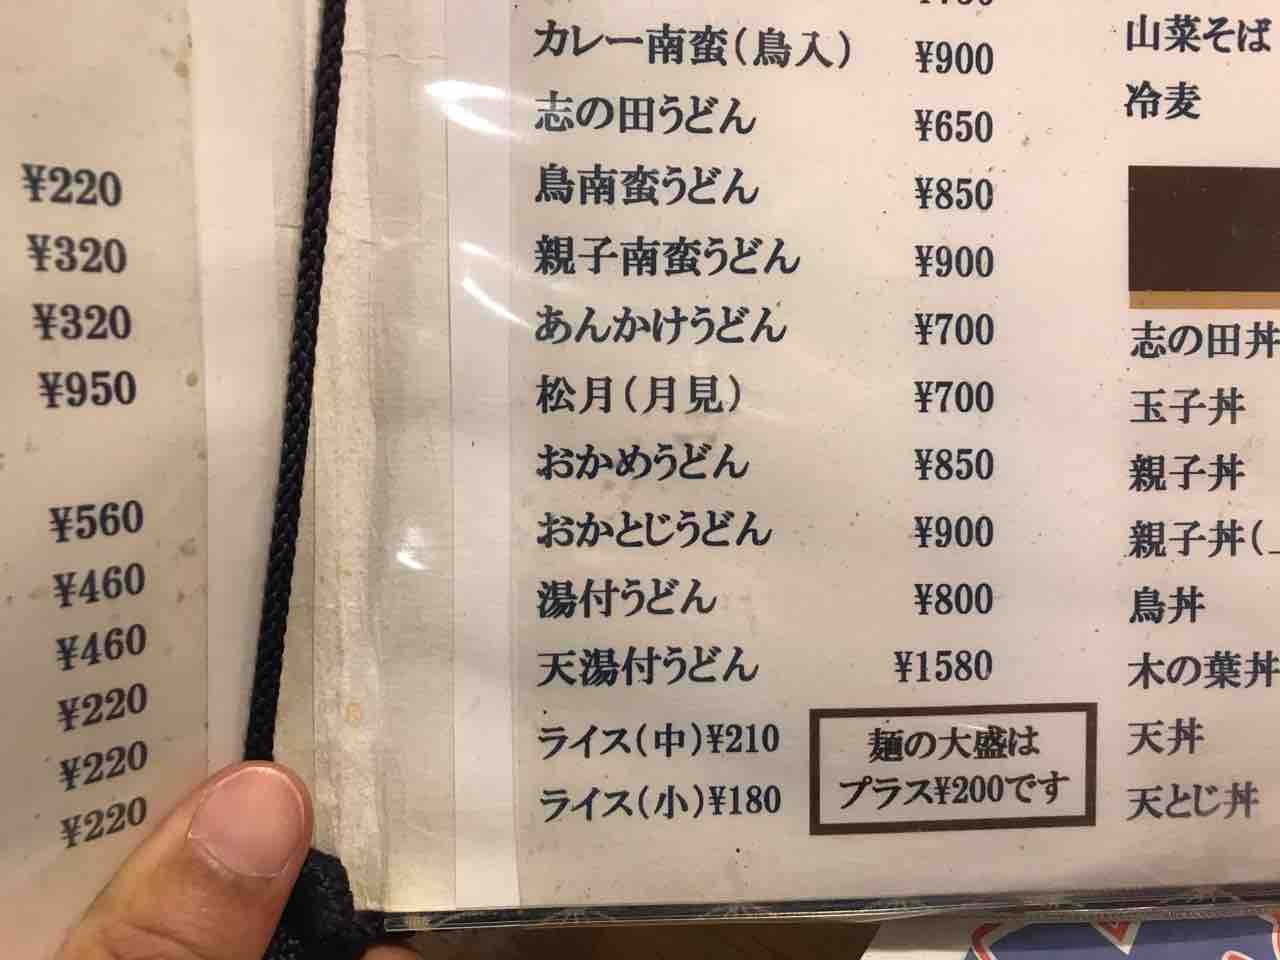 ¥220
¥320
¥320
¥950
¥560
¥460
¥460
¥220
¥220
¥220
カレー南蛮(鳥入) ¥900
志の田うどん ¥650
鳥南蛮うどん ¥850
親子南蛮うどん ¥900
あんかけうどん ¥700
松月(月見) ¥700
おかめうどん ¥850
おかとじうどん ¥900
湯付うどん ¥800
天湯付うどん ¥1580
ライス(中)¥210
ライス(小)¥180
麺の大盛は
プラス¥200です
山菜そば
冷麦
志の田丼
玉子丼
親子丼
親子丼(
鳥丼
木の葉丼
天丼
天とじ丼